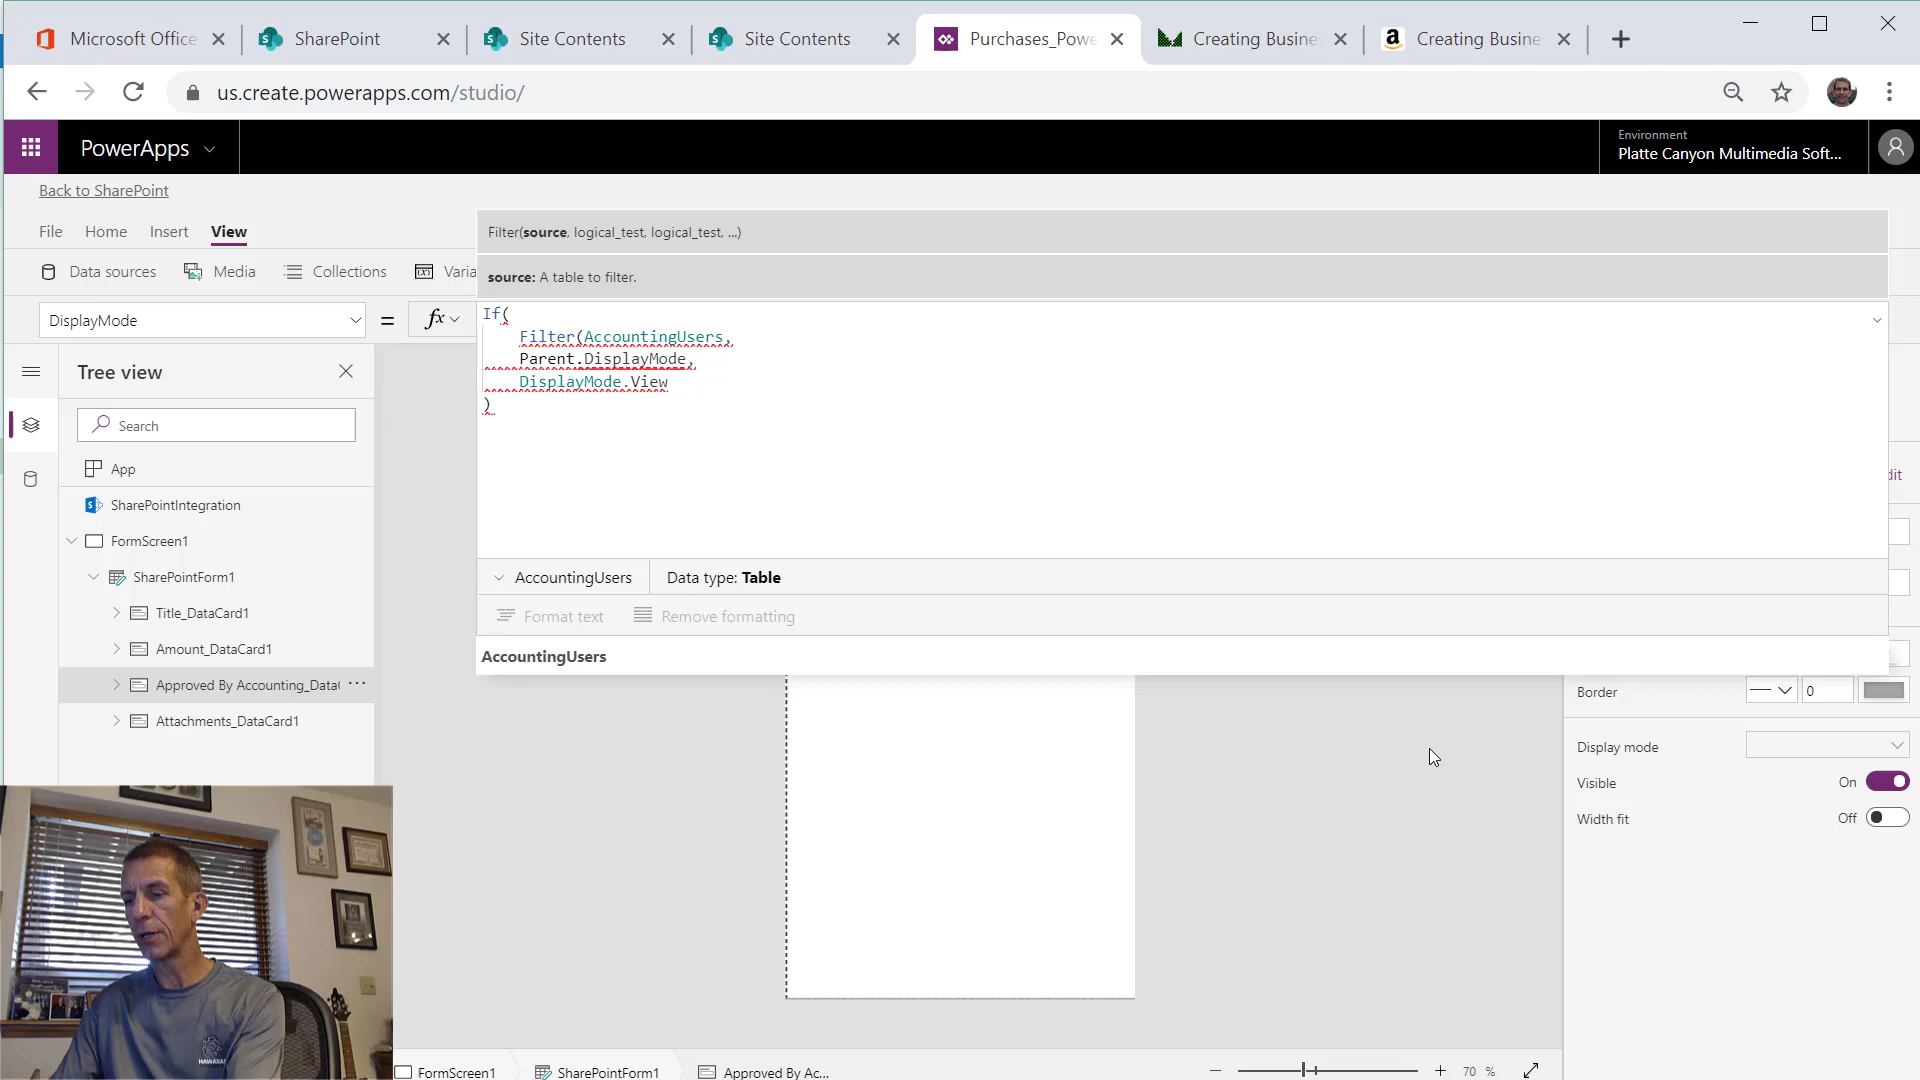 Microsoft Office
SharePoint
Site Contents
Site Contents
Purchases_Powe
Creating Busine
Creating Busine
us.create.powerapps.com/studio/
PowerApps
Environment
Platte Canyon Multimedia Soft...
Back to SharePoint
File
Home
Insert
View
Filter(source, logical_test, logical_test, ...)
Data sources
Media
Collections
Varia
source: A table to filter.
DisplayMode
=
fx
If(
Filter(AccountingUsers,
Parent.DisplayMode,
DisplayMode.View
)
Tree view
Search
App
SharePointIntegration
FormScreen1
SharePointForm1
Title_DataCard1
Amount_DataCard1
Approved By Accounting_Data
Attachments_DataCard1
dit
AccountingUsers
Data type: Table
Format text
Remove formatting
AccountingUsers
Border
0
Display mode
Visible
On
Width fit
Off
HAWAII
FormScreen1
SharePointForm1
Approved By Ac...
70 %